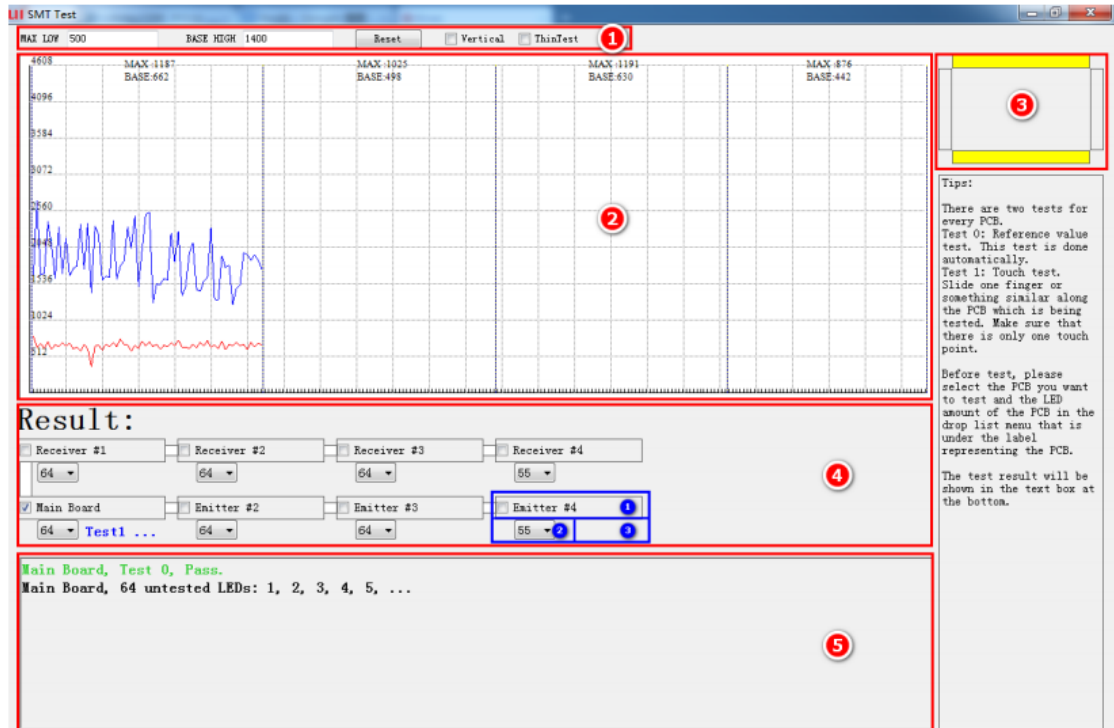 SMT Test
MAX LOW 500 BASE HIGH 1400 Reset Vertical ThinTest 1
4608 MAX :1187 MAX :1025 MAX :1191 MAX :876
BASE:662 BASE:498 BASE:630 BASE:442
4096
3584
3072
2560
2048
1536
1024
512
2
3
Tips:
There are two tests for
every PCB.
Test 0: Reference value
test. This test is done
automatically.
Test 1: Touch test.
Slide one finger or
something similar along
the PCB which is being
tested. Make sure that
there is only one touch
point.
Before test, please
select the PCB you want
to test and the LED
amount of the PCB in the
drop list menu that is
under the label
representing the PCB.
The test result will be
shown in the text box at
the bottom.
Result:
Receiver #1 Receiver #2 Receiver #3 Receiver #4
64 64 64 55
4
Main Board Emitter #2 Emitter #3 Emitter #4 1
64 Test1 ... 64 64 55 2 3
Main Board, Test 0, Pass.
Main Board, 64 untested LEDs: 1, 2, 3, 4, 5, ...
5